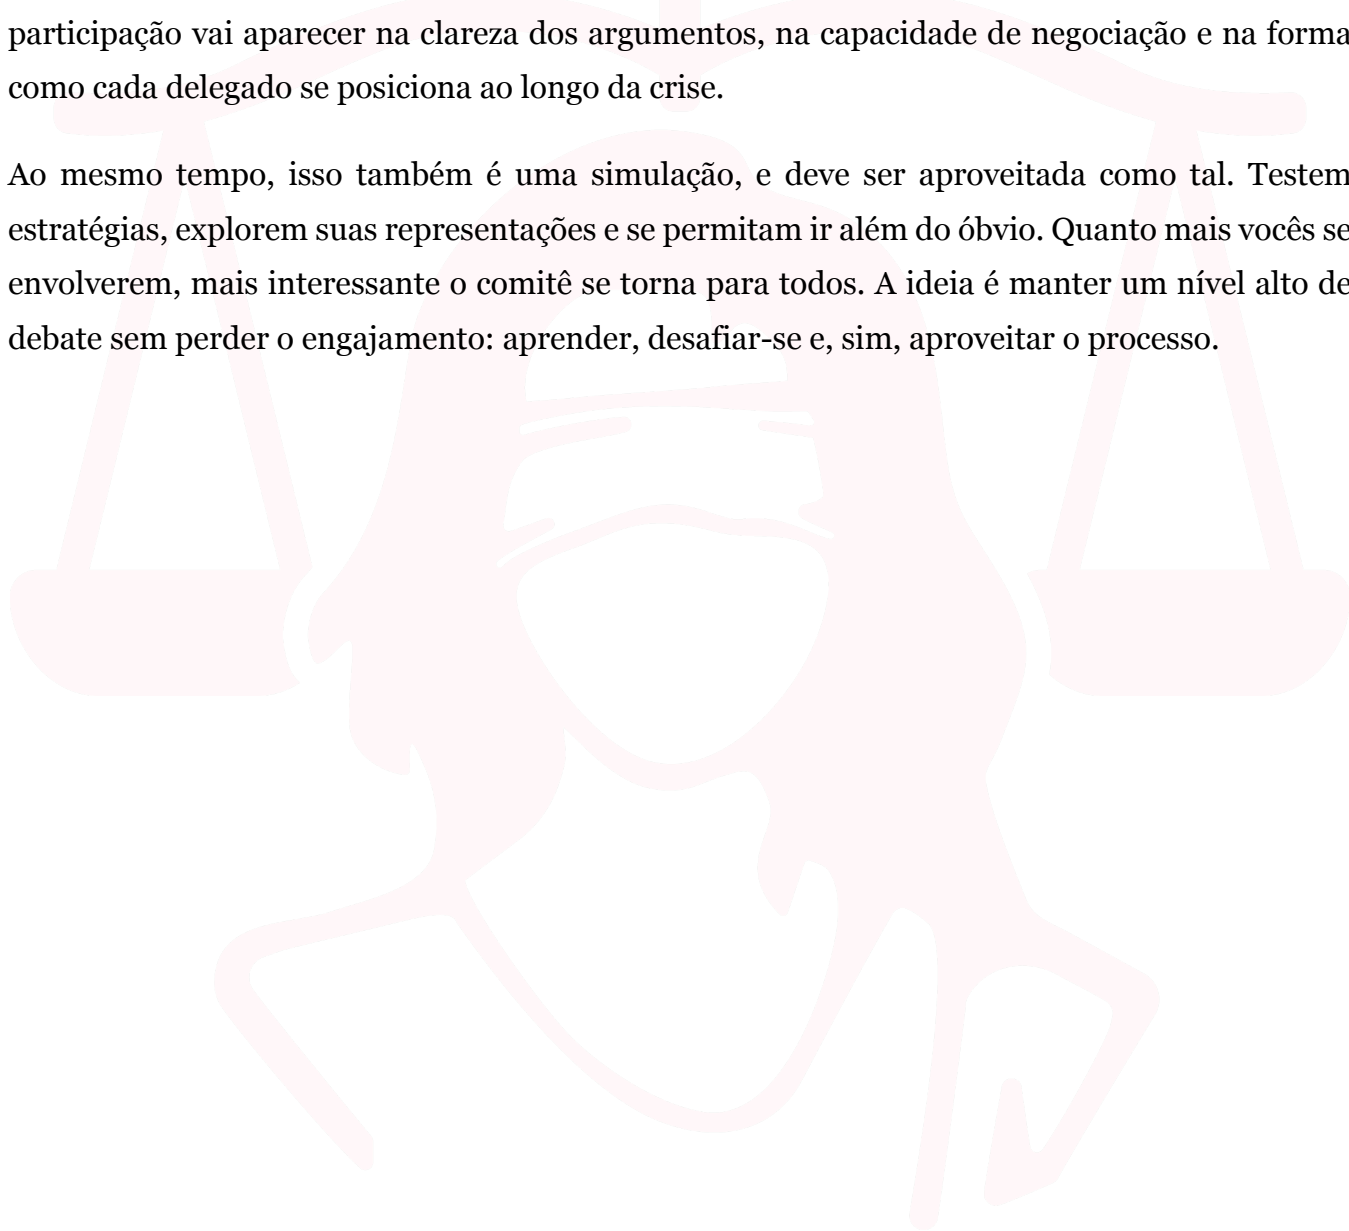 participação vai aparecer na clareza dos argumentos, na capacidade de negociação e na forma
como cada delegado se posiciona ao longo da crise.
Ao mesmo tempo, isso também é uma simulação, e deve ser aproveitada como tal. Testem
estratégias, explorem suas representações e se permitam ir além do óbvio. Quanto mais vocês se
envolverem, mais interessante o comitê se torna para todos. A ideia é manter um nível alto de
debate sem perder o engajamento: aprender, desafiar-se e, sim, aproveitar o processo.